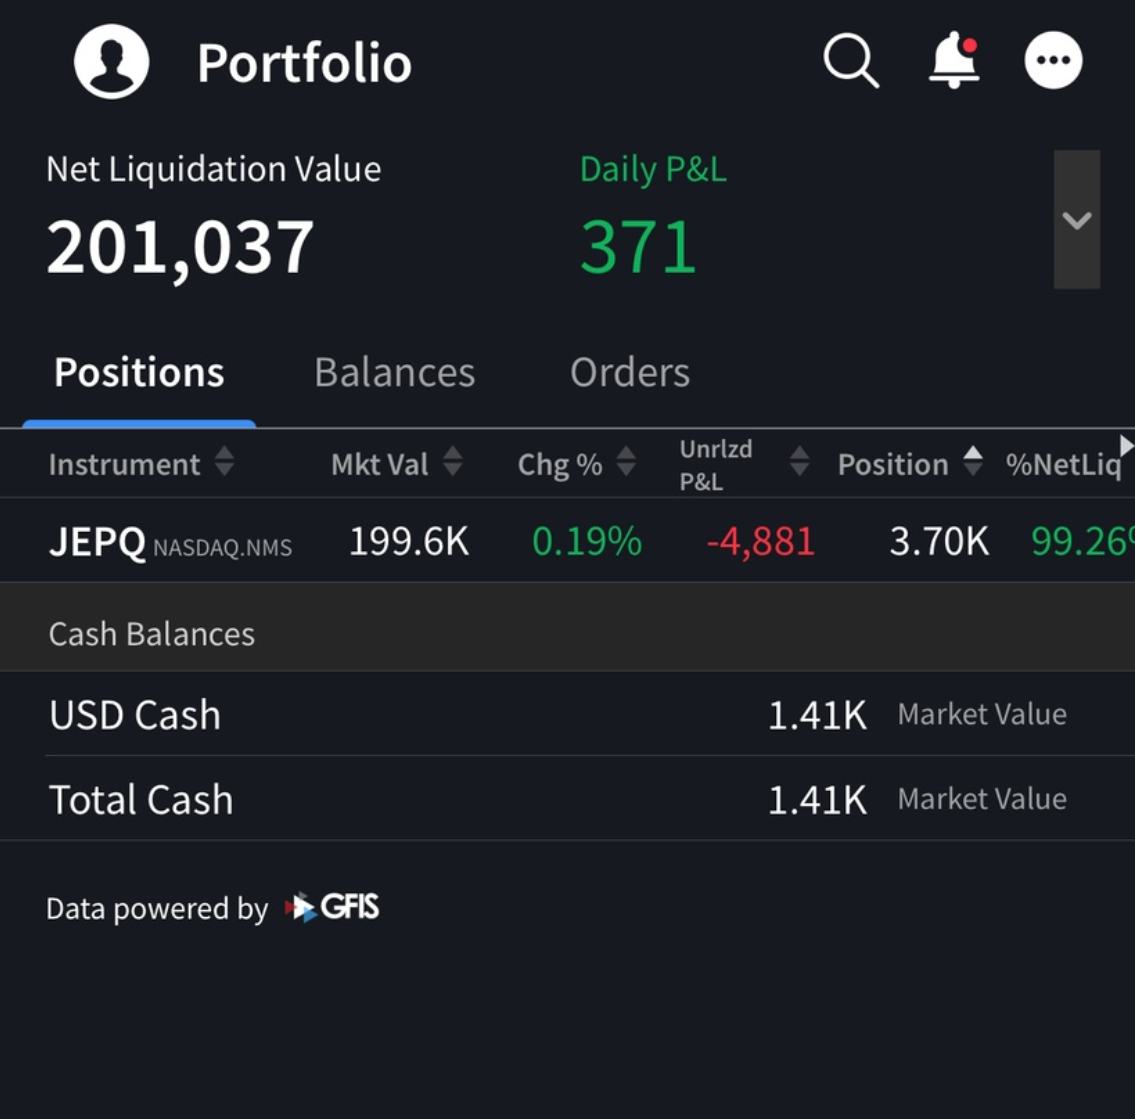 Portfolio
Net Liquidation Value Daily P&L
201,037 371
Positions Balances Orders
Instrument Mkt Val Chg % Unrlzd P&L Position %NetLiq
JEPQ NASDAQ.NMS 199.6K 0.19% -4,881 3.70K 99.26%
Cash Balances
USD Cash 1.41K Market Value
Total Cash 1.41K Market Value
Data powered by GFIS